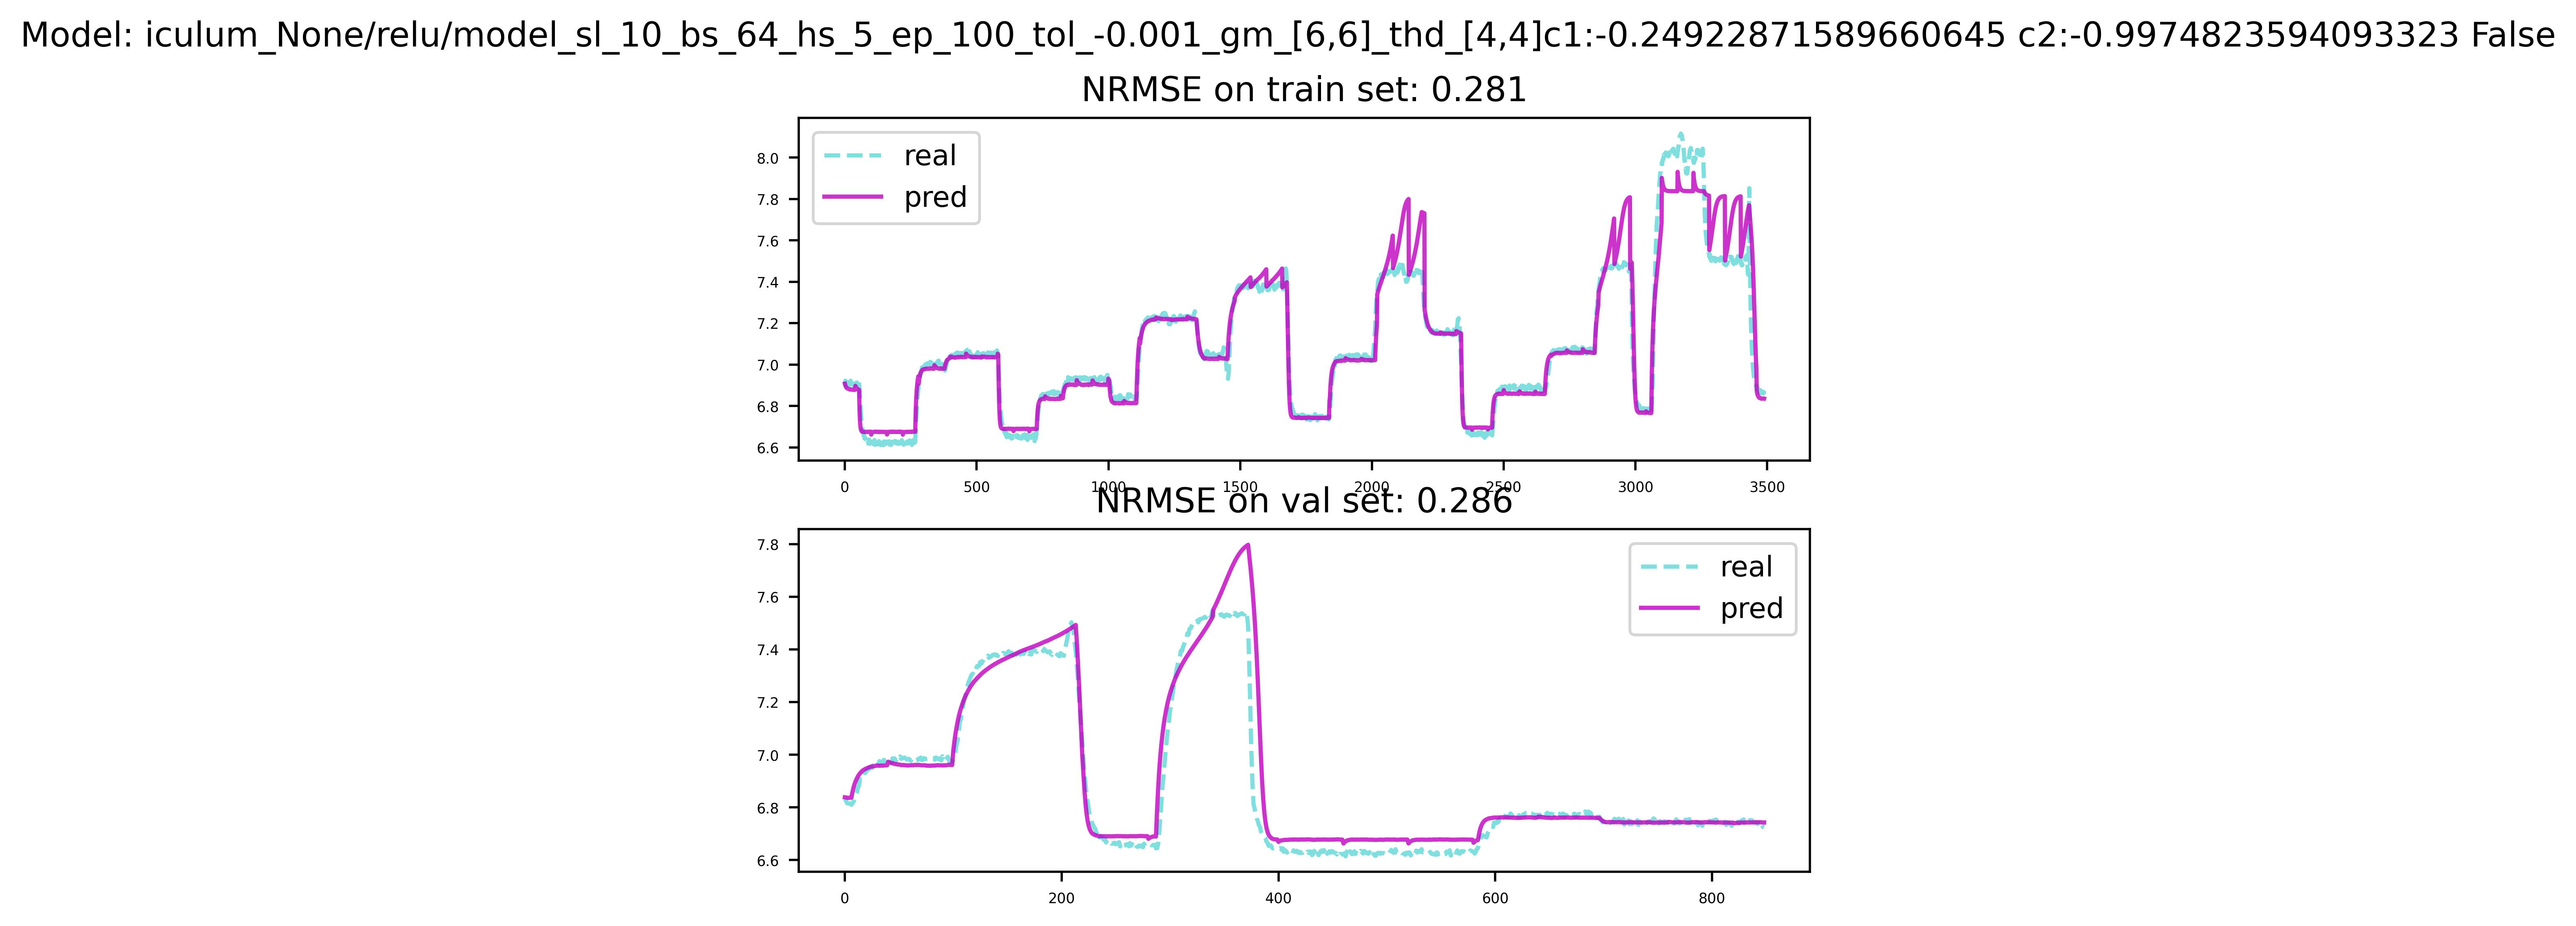 Model: iculum_None/relu/model_sl_10_bs_64_hs_5_ep_100_tol_-0.001_gm_[6,6]_thd_[4,4]c1:-0.24922871589660645 c2:-0.9974823594093323 False
NRMSE on train set: 0.281
real
pred
8.0
7.8
7.6
7.4
7.2
7.0
6.8
6.6
0 500 1000 1500 2000 2500 3000 3500
NRMSE on val set: 0.286
real
pred
7.8
7.6
7.4
7.2
7.0
6.8
6.6
0 200 400 600 800